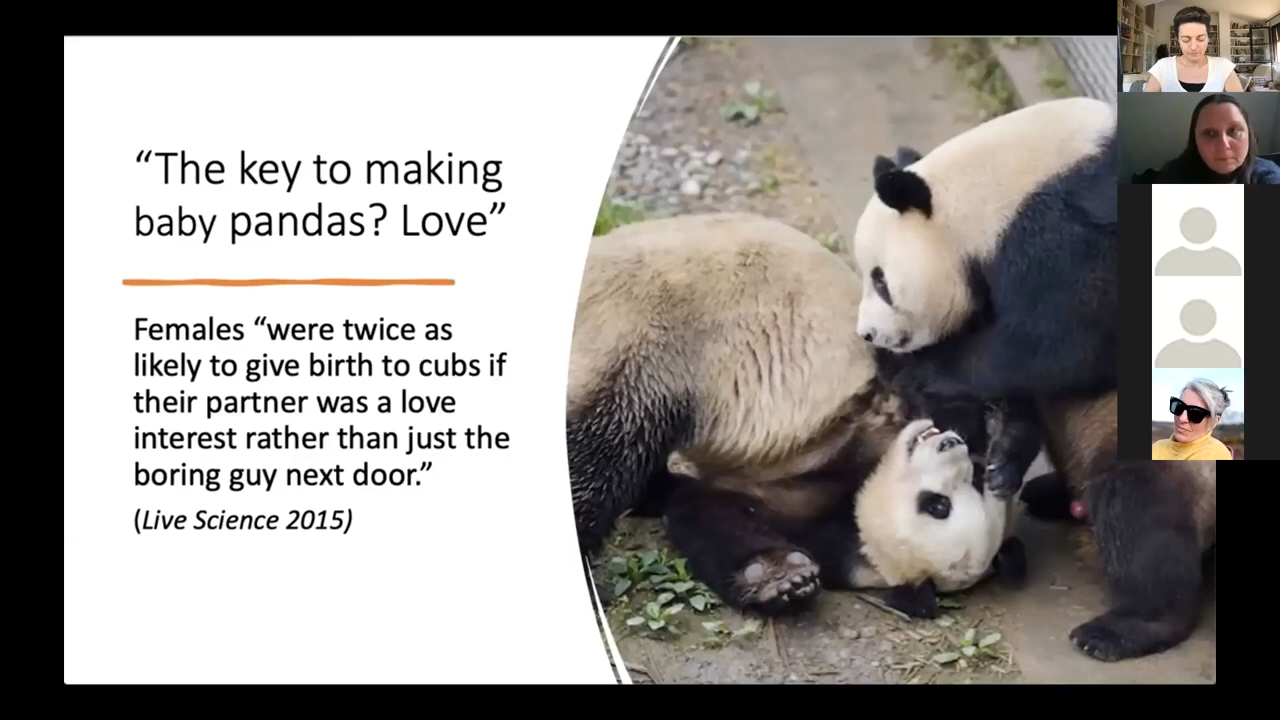 “The key to making
baby pandas? Love”
Females “were twice as
likely to give birth to cubs if
their partner was a love
interest rather than just the
boring guy next door.”
(Live Science 2015)